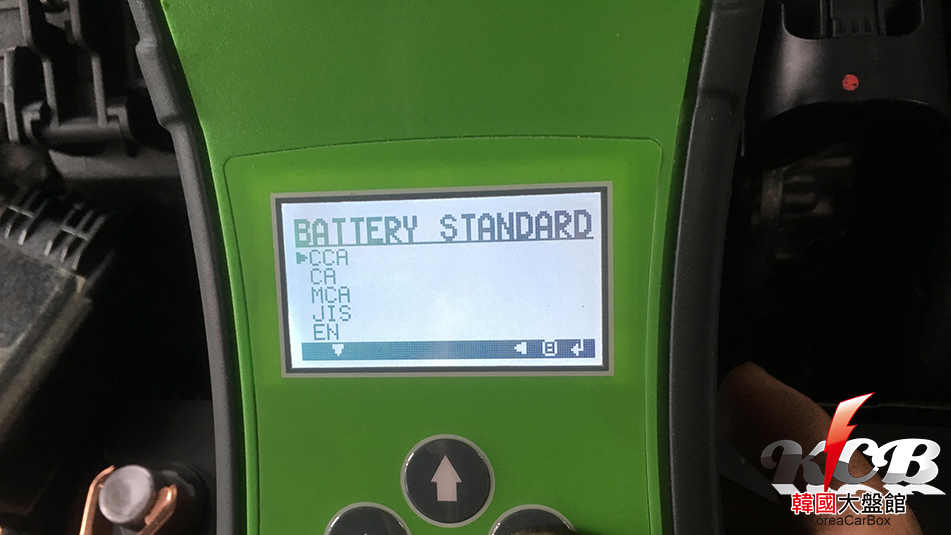 BATTERY STANDARD
▶CCA
CA
MCA
JIS
EN
KCB
韓國大盤館
KoreaCarBox